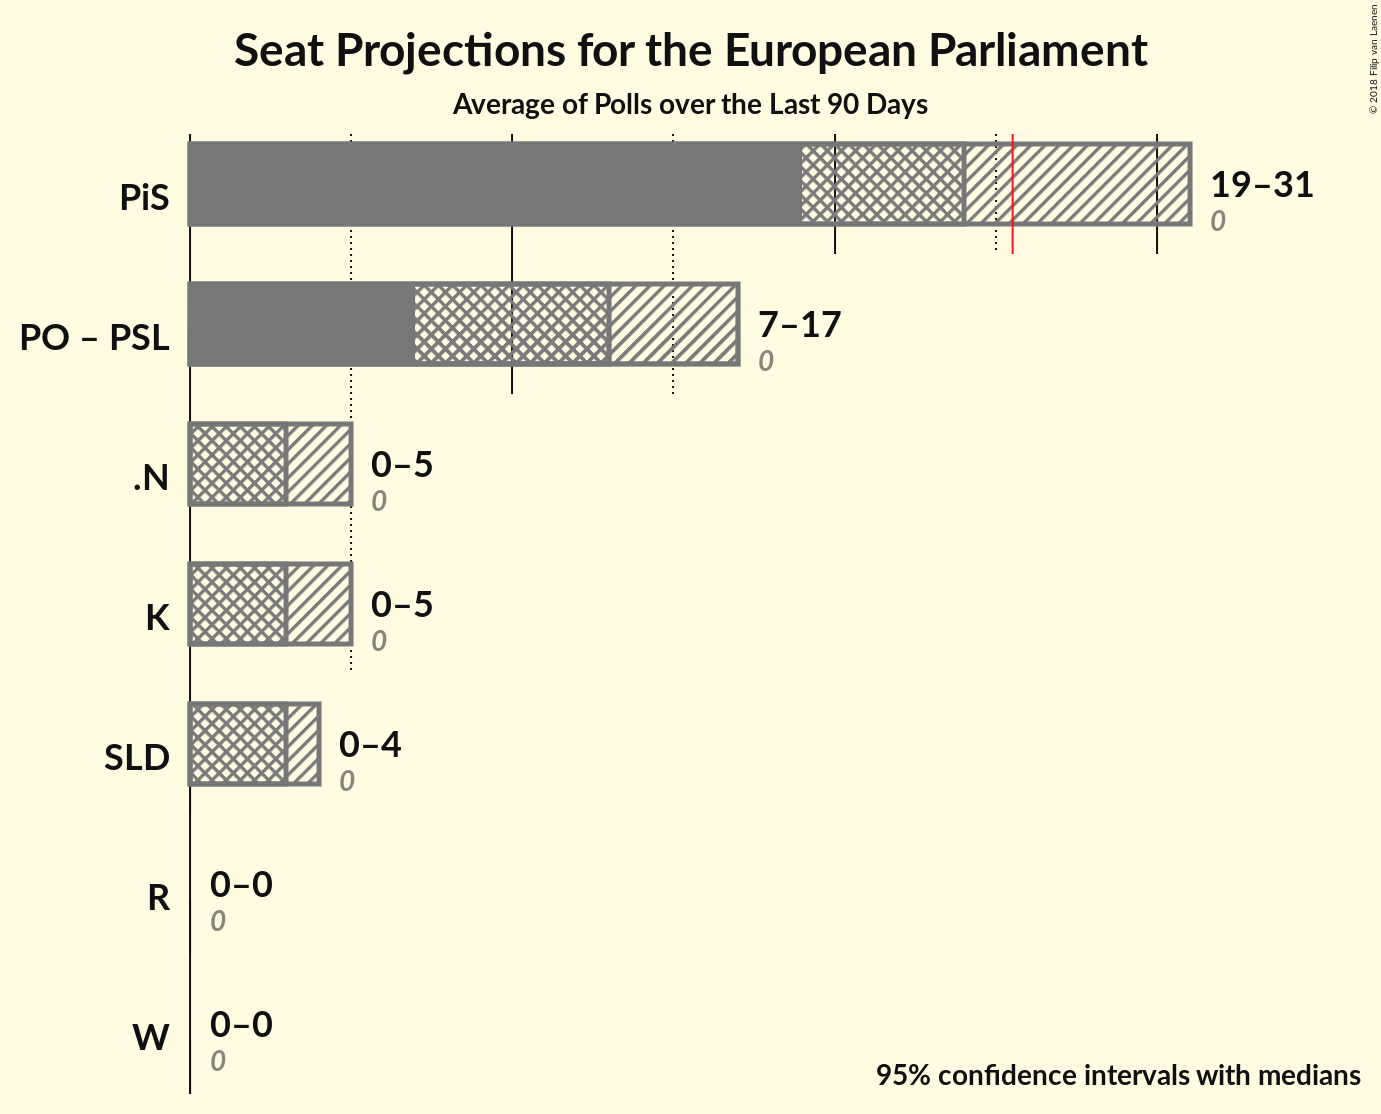 Seat Projections for the European Parliament
Average of Polls over the Last 90 Days
© 2018 Filip van Laenen
PiS
19–31
0
PO – PSL
7–17
0
.N
0–5
0
K
0–5
0
SLD
0–4
0
R
0–0
0
W
0–0
0
95% confidence intervals with medians